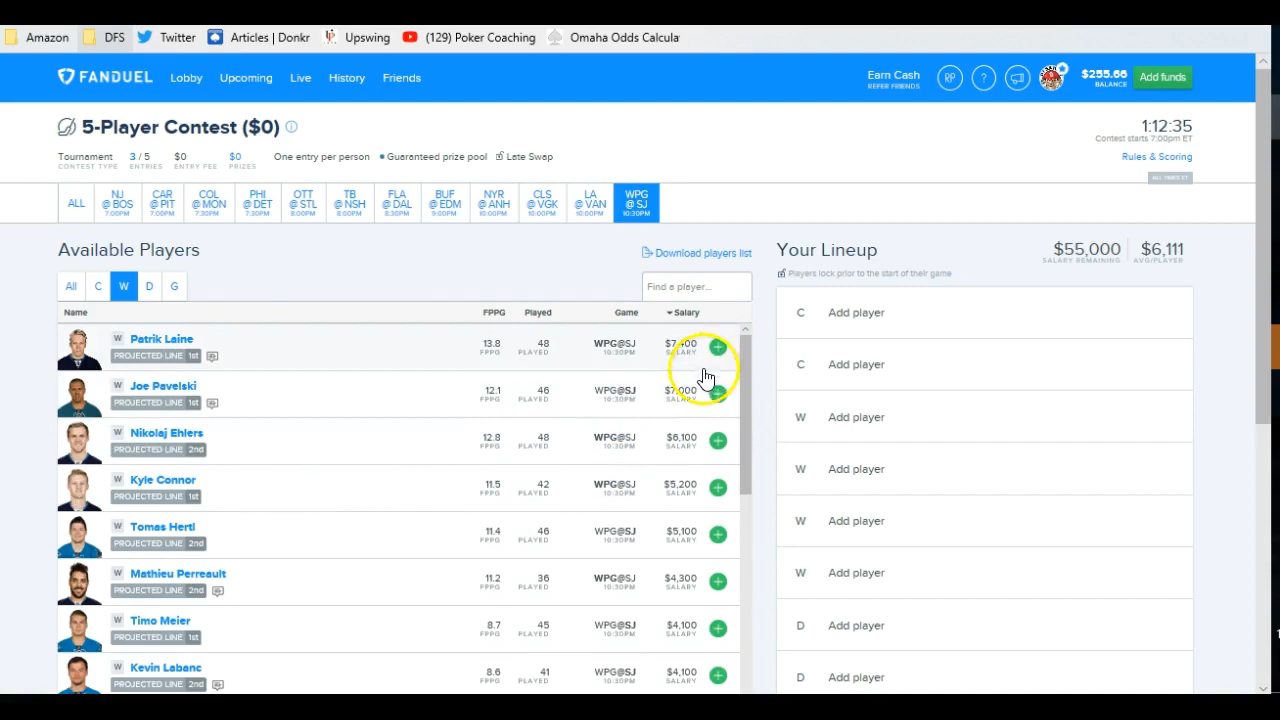 Amazon DFS Twitter Articles | Donkr Upswing (129) Poker Coaching Omaha Odds Calcula
FANDUEL Lobby Upcoming Live History Friends
Earn Cash
REFER FRIENDS
RP ?
$255.66
BALANCE
Add funds
5-Player Contest ($0)
1:12:35
Contest starts 7:00pm ET
Tournament 3 / 5 $0 $0 One entry per person Guaranteed prize pool Late Swap
CONTEST TYPE ENTRIES ENTRY FEE PRIZES
Rules & Scoring
ALL TIMES ET
ALL
NJ @ BOS 7:00PM
CAR @ PIT 7:00PM
COL @ MON 7:30PM
PHI @ DET 7:30PM
OTT @ STL 8:00PM
TB @ NSH 8:00PM
FLA @ DAL 8:30PM
BUF @ EDM 9:00PM
NYR @ ANH 10:00PM
CLS @ VGK 10:00PM
LA @ VAN 10:00PM
WPG @ SJ 10:30PM
Available Players
Download players list
All C W D G
Find a player...
Name FPPG Played Game Salary
W Patrik Laine 13.8 48 WPG@SJ $7,400
PROJECTED LINE 1st FPPG PLAYED 10:30PM SALARY
W Joe Pavelski 12.1 46 WPG@SJ $7,000
PROJECTED LINE 1st FPPG PLAYED 10:30PM SALARY
W Nikolaj Ehlers 12.8 48 WPG@SJ $6,100
PROJECTED LINE 2nd FPPG PLAYED 10:30PM SALARY
W Kyle Connor 11.5 42 WPG@SJ $5,200
PROJECTED LINE 1st FPPG PLAYED 10:30PM SALARY
W Tomas Hertl 11.4 46 WPG@SJ $5,100
PROJECTED LINE 2nd FPPG PLAYED 10:30PM SALARY
W Mathieu Perreault 11.2 36 WPG@SJ $4,300
PROJECTED LINE 2nd FPPG PLAYED 10:30PM SALARY
W Timo Meier 8.7 45 WPG@SJ $4,100
PROJECTED LINE 1st FPPG PLAYED 10:30PM SALARY
W Kevin Labanc 8.6 41 WPG@SJ $4,100
PROJECTED LINE 2nd FPPG PLAYED 10:30PM SALARY
Your Lineup
$55,000 $6,111
SALARY REMAINING AVG/PLAYER
Players lock prior to the start of their game
C Add player
C Add player
W Add player
W Add player
W Add player
W Add player
D Add player
D Add player